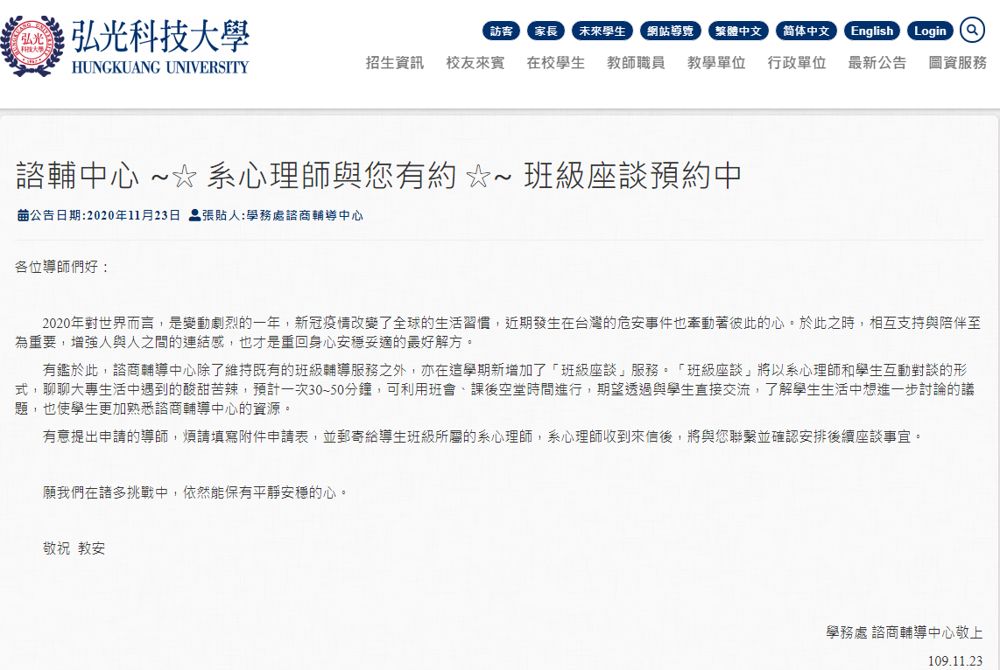 弘光科技大學
HUNGKUANG UNIVERSITY
訪客 家長 未來學生 網站導覽 繁體中文 简体中文 English Login
招生資訊 校友來賓 在校學生 教師職員 教學單位 行政單位 最新公告 圖資服務
諮輔中心 ~☆ 系心理師與您有約 ☆~ 班級座談預約中
公告日期:2020年11月23日 張貼人:學務處諮商輔導中心
各位導師們好：
2020年對世界而言，是變動劇烈的一年，新冠疫情改變了全球的生活習慣，近期發生在台灣的危安事件也牽動著彼此的心。於此之時，相互支持與陪伴至
為重要，增強人與人之間的連結感，也才是重回身心安穩妥適的最好解方。
有鑑於此，諮商輔導中心除了維持既有的班級輔導服務之外，亦在這學期新增加了「班級座談」服務。「班級座談」將以系心理師和學生互動對談的形
式，聊聊大專生活中遇到的酸甜苦辣，預計一次30~50分鐘，可利用班會、課後空堂時間進行，期望透過與學生直接交流，了解學生生活中想進一步討論的議
題，也使學生更加熟悉諮商輔導中心的資源。
有意提出申請的導師，煩請填寫附件申請表，並郵寄給導生班級所屬的系心理師，系心理師收到來信後，將與您聯繫並確認安排後續座談事宜。
願我們在諸多挑戰中，依然能保有平靜安穩的心。
敬祝 教安
學務處 諮商輔導中心敬上
109.11.23